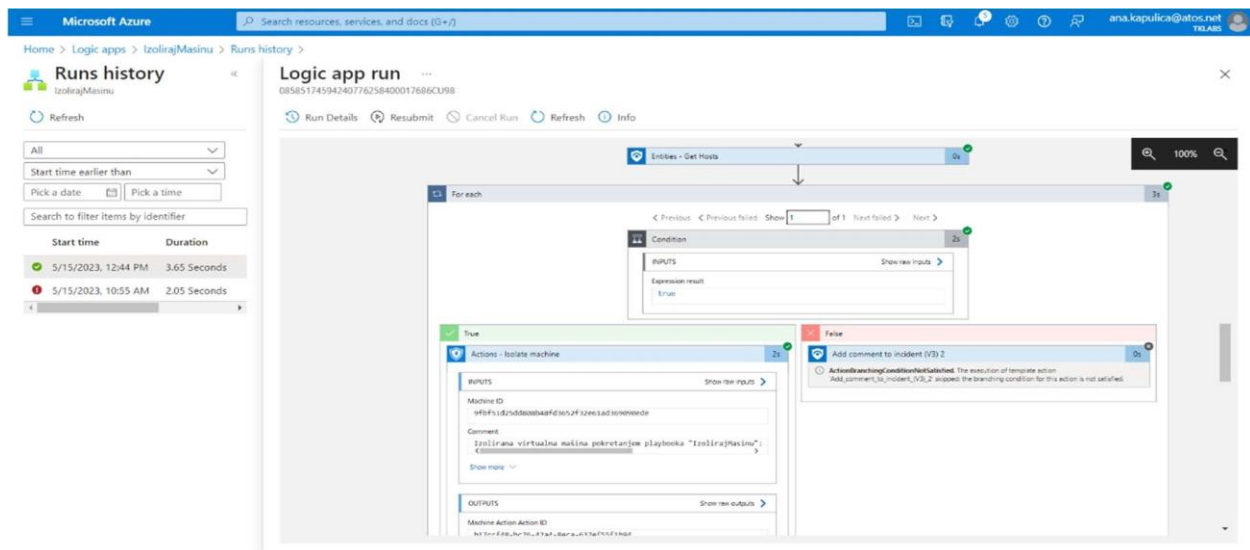 Microsoft Azure
Search resources, services, and docs (G+/)
ana.kapulica@atos.net
TKLABS
Home > Logic apps > IzolirajMasinu > Runs history >
Runs history
IzolirajMasinu
Refresh
All
Start time earlier than
Pick a date Pick a time
Search to filter items by identifier
Start time Duration
5/15/2023, 12:44 PM 3.65 Seconds
5/15/2023, 10:55 AM 2.05 Seconds
Logic app run
Run Details Resubmit Cancel Run Refresh Info
Entities - Get Hosts 0s
100%
For each 3s
Previous Previous failed Show 1 of 1 Next failed Next
Condition 2s
INPUTS Show raw inputs
Expression result
true
True
Actions - Isolate machine 2s
INPUTS Show raw inputs
Machine ID
Comment
Izolirana virtualna mašina pokretanjem playbooka "IzolirajMasinu":
Show more
OUTPUTS Show raw outputs
Machine Action Action ID
False
Add comment to incident (V3) 2 0s
ActionBranchingConditionNotSatisfied. The execution of template action
'Add_comment_to_incident_(V3)_2' skipped: the branching condition for this action is not satisfied.